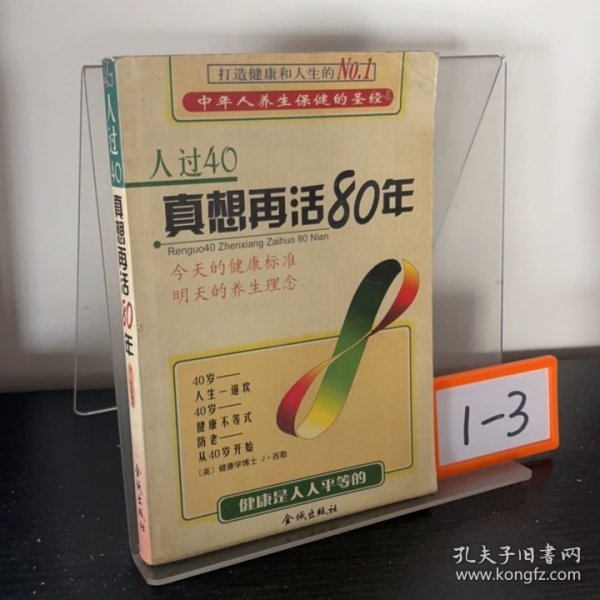 打造健康和人生的No.1
中年人养生保健的圣经
人过40
真想再活80年
Renguo40 Zhenxiang Zaihuo 80 Nian
今天的健康标准
明天的养生理念
40岁——
人生一道坎
40岁——
健康不等式
防老——
从40岁开始
〔美〕健康学博士 J·西勒
健康是人人平等的
金城出版社
人过40
真想再活80年
金城出版社
1-3
孔夫子旧书网
www.kongfz.com